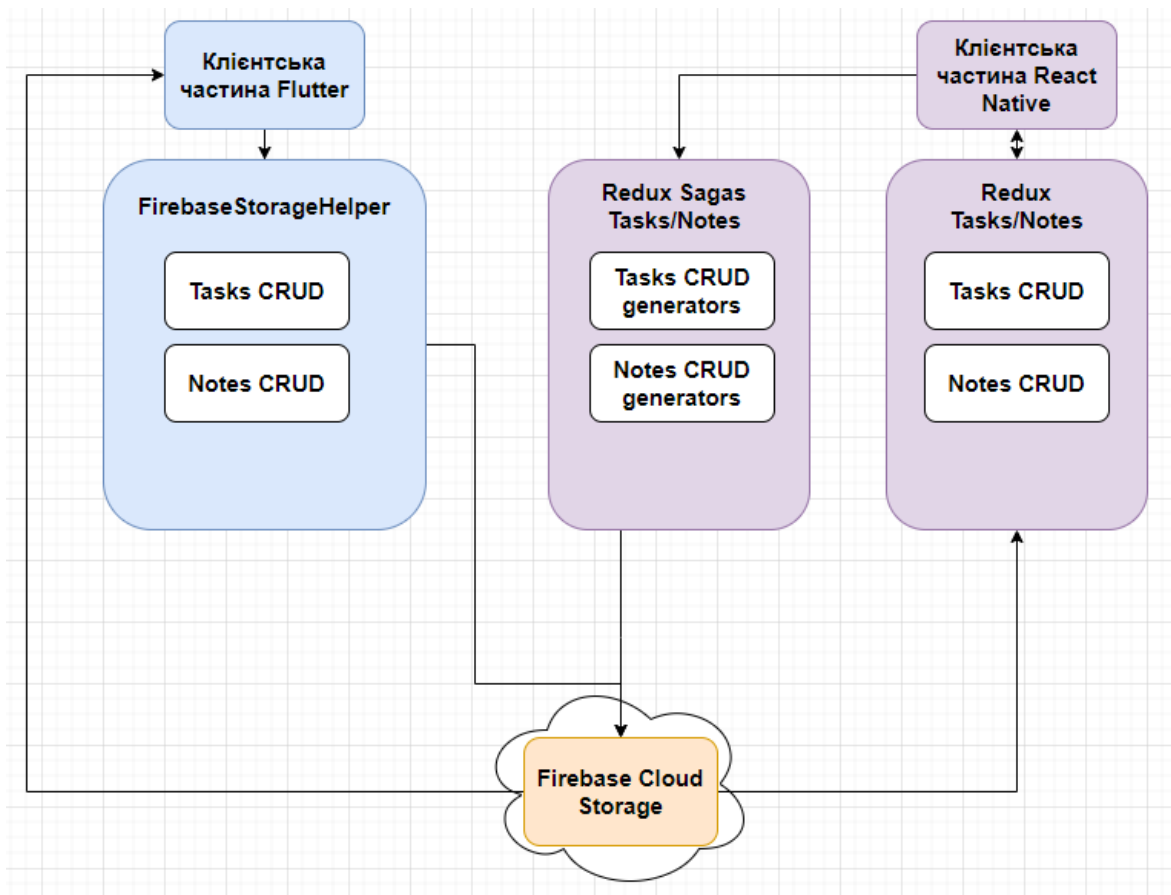 Клієнтська
частина Flutter
Клієнтська
частина React
Native
FirebaseStorageHelper
Tasks CRUD
Notes CRUD
Redux Sagas
Tasks/Notes
Tasks CRUD
generators
Notes CRUD
generators
Redux
Tasks/Notes
Tasks CRUD
Notes CRUD
Firebase Cloud
Storage